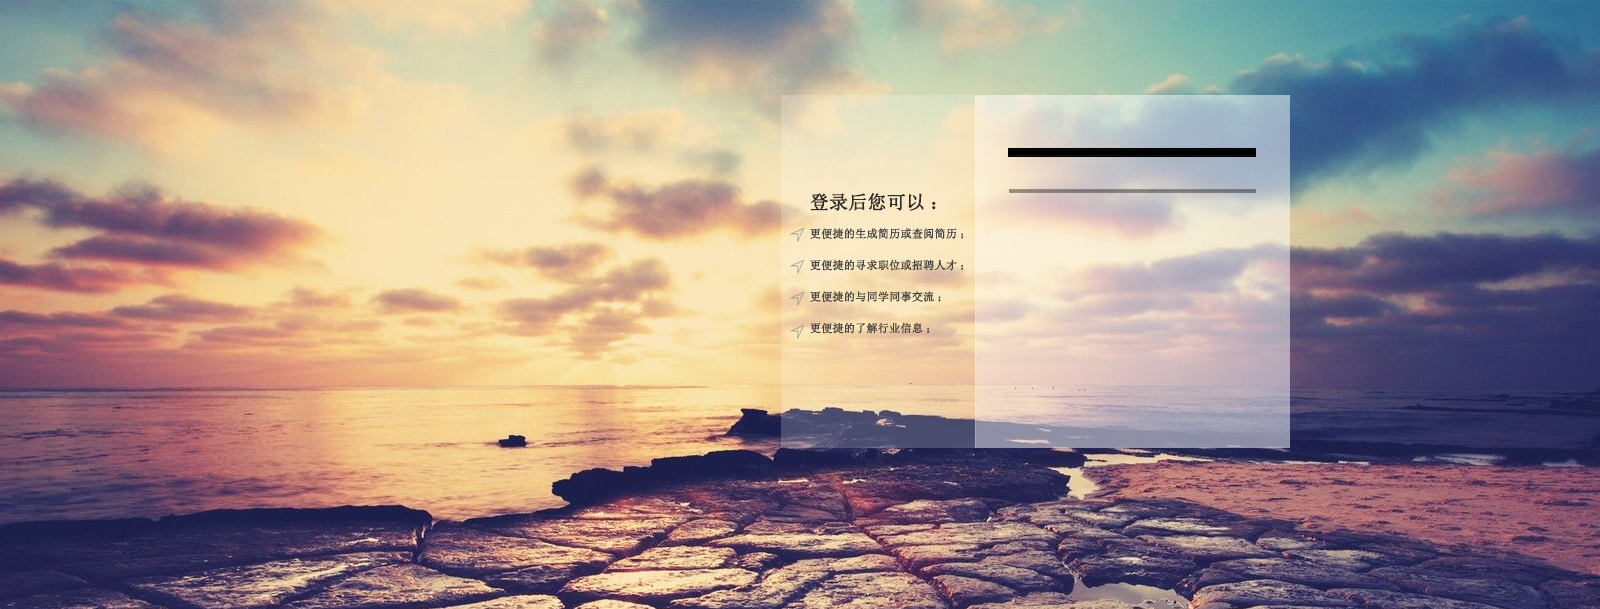 登录后您可以：
更便捷的生成简历或查阅简历；
更便捷的寻求职位或招聘人才；
更便捷的与同学同事交流；
更便捷的了解行业信息；